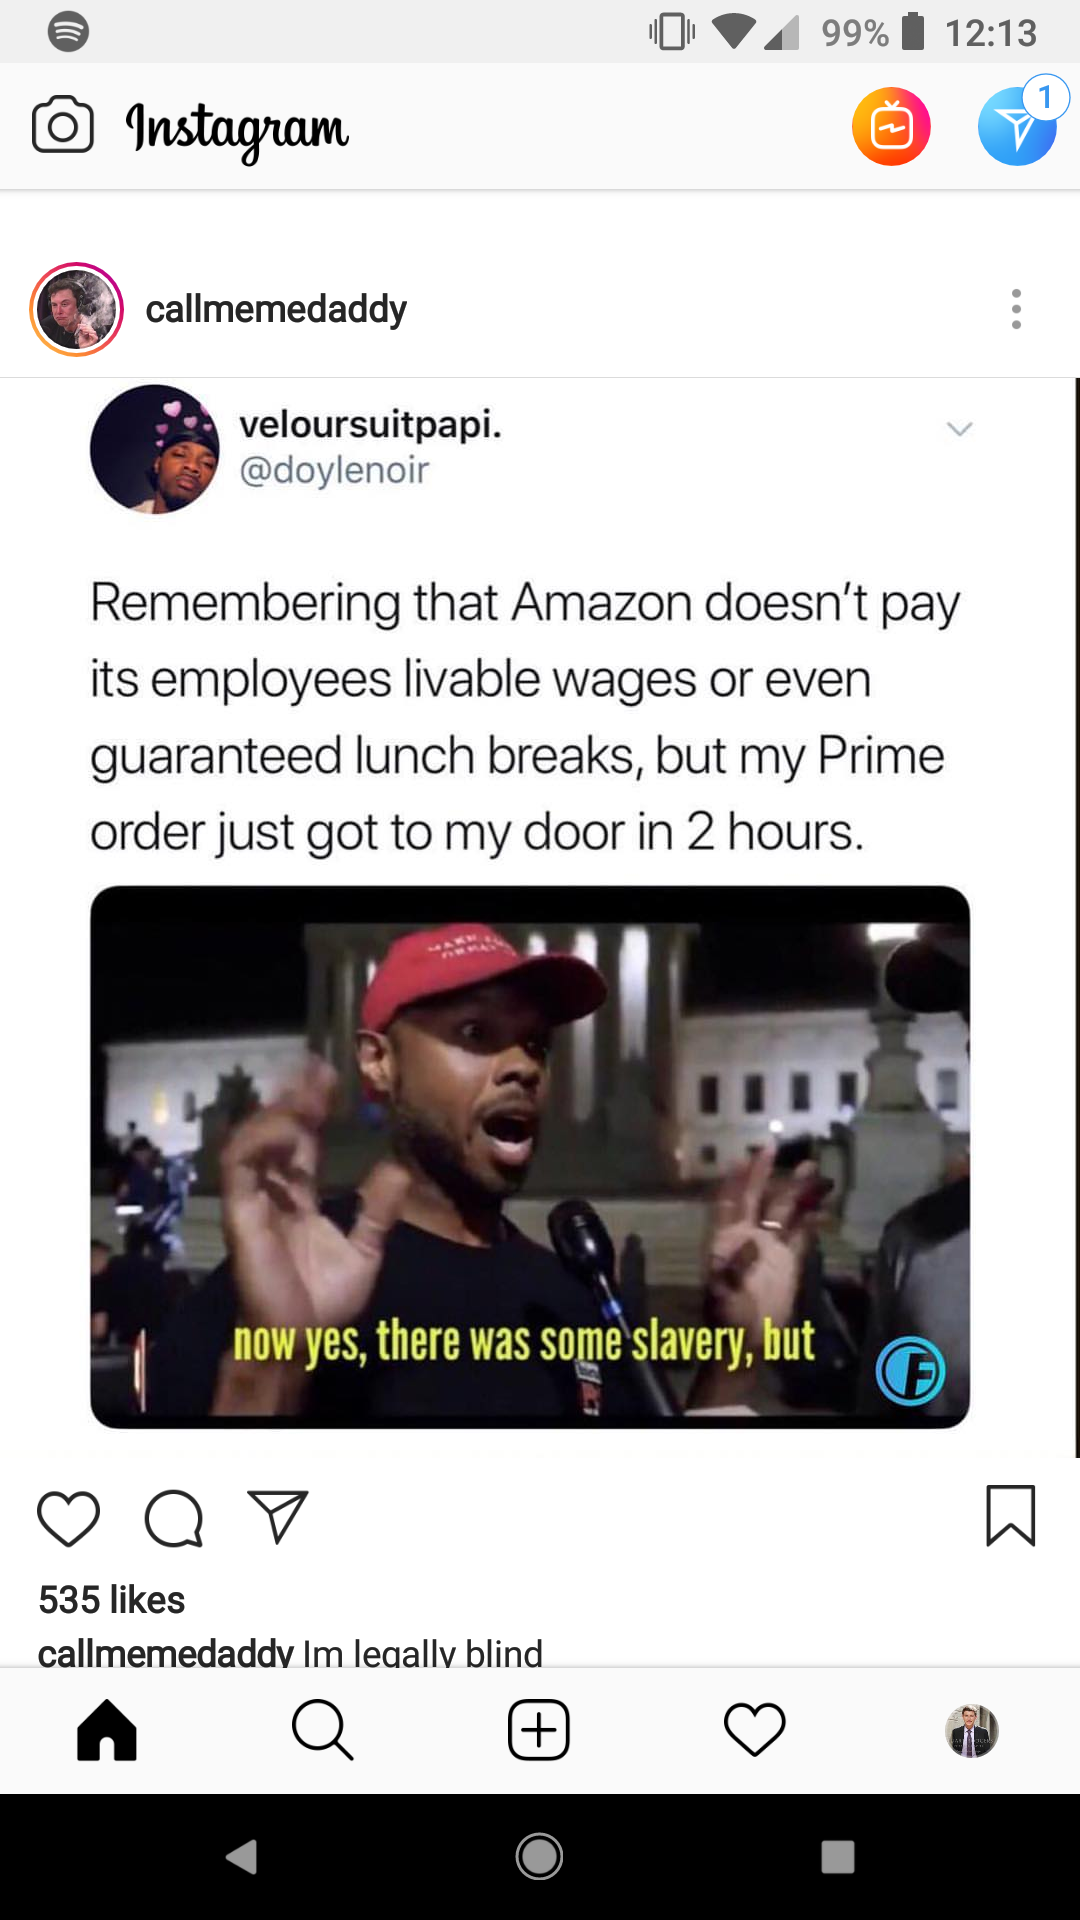 99% 12:13
Instagram
1
callmemedaddy
veloursuitpapi.
@doylenoir
Remembering that Amazon doesn't pay
its employees livable wages or even
guaranteed lunch breaks, but my Prime
order just got to my door in 2 hours.
MAKE
now yes, there was some slavery, but
F
535 likes
callmemedaddy Im legally blind